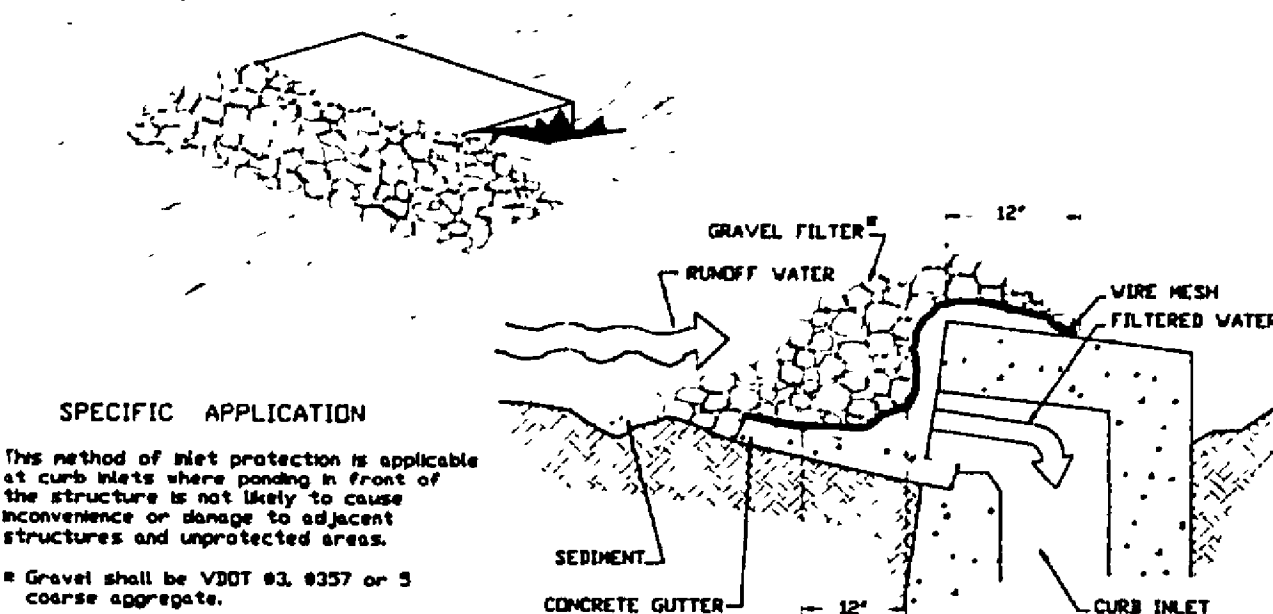 12"
GRAVEL FILTER*
RUNOFF WATER
WIRE MESH
FILTERED WATER
SPECIFIC APPLICATION
This method of inlet protection is applicable
at curb inlets where ponding in front of
the structure is not likely to cause
inconvenience or damage to adjacent
structures and unprotected areas.
* Gravel shall be VDOT #3, #357 or 5
coarse aggregate.
SEDIMENT
CONCRETE GUTTER
12"
CURB INLET